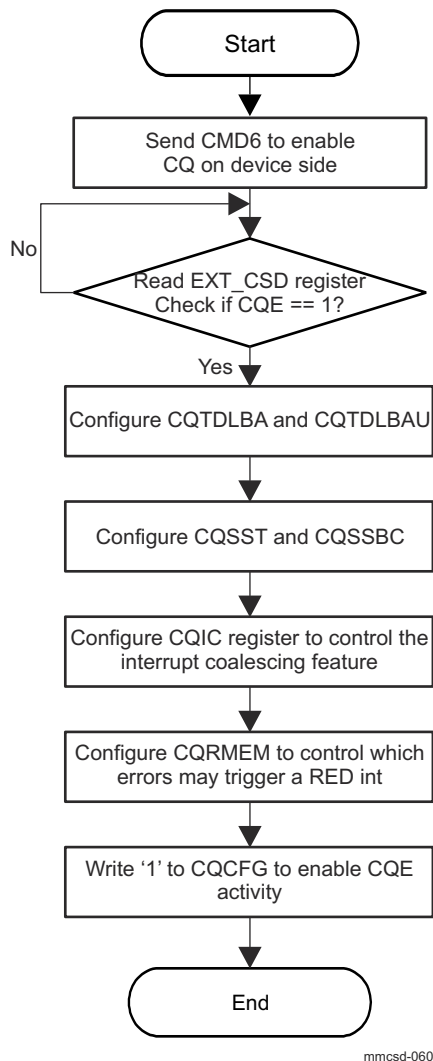 Start
Send CMD6 to enable
CQ on device side
No
Read EXT_CSD register
Check if CQE == 1?
Yes
Configure CQTDLBA and CQTDLBAU
Configure CQSST and CQSSBC
Configure CQIC register to control the
interrupt coalescing feature
Configure CQRMEM to control which
errors may trigger a RED int
Write ‘1’ to CQCFG to enable CQE
activity
End
mmcsd-060